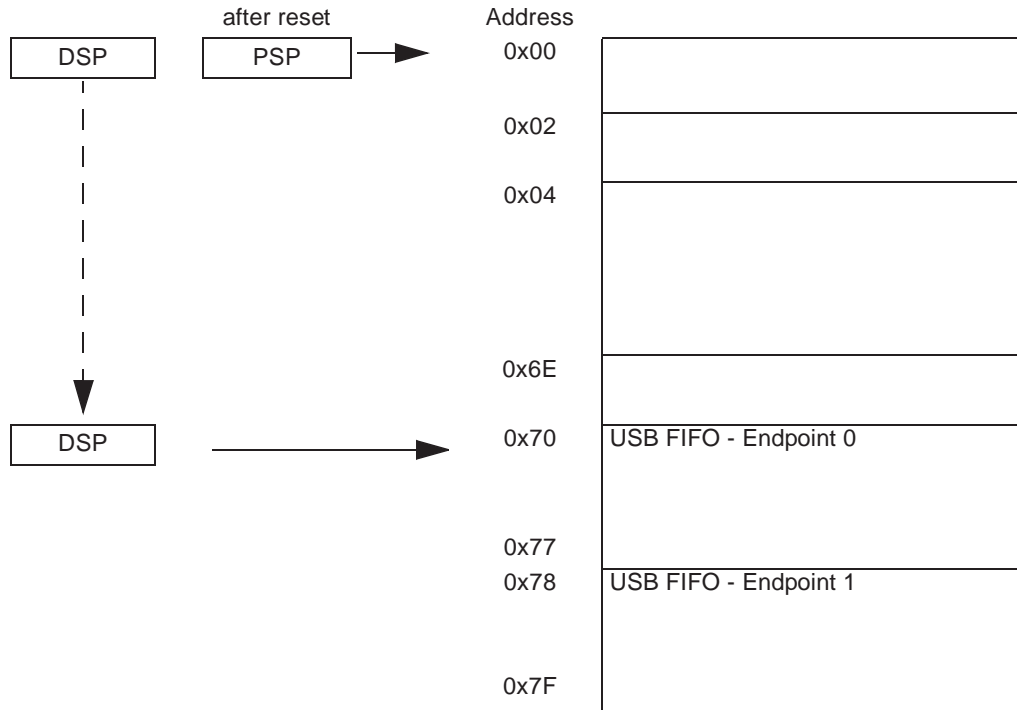 after reset
Address
DSP
PSP
0x00
0x02
0x04
0x6E
DSP
0x70
USB FIFO - Endpoint 0
0x77
0x78
USB FIFO - Endpoint 1
0x7F